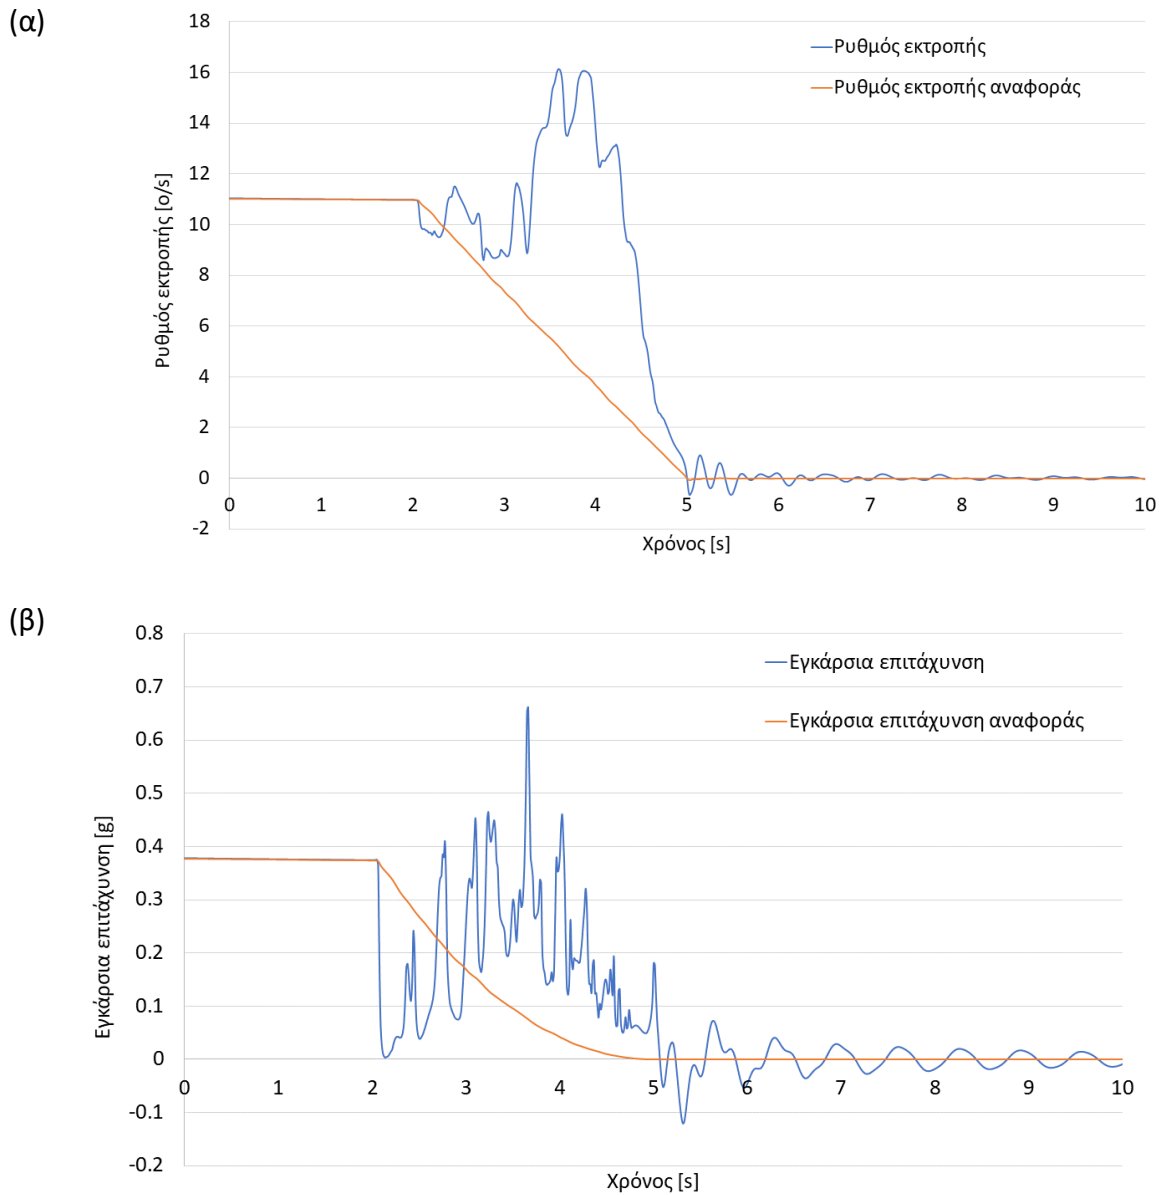 (α)
18
16
14
12
10
8
6
4
2
0
-2
Ρυθμός εκτροπής [ο/s]
Ρυθμός εκτροπής
Ρυθμός εκτροπής αναφοράς
0 1 2 3 4 5 6 7 8 9 10
Χρόνος [s]
(β)
0.8
0.7
0.6
0.5
0.4
0.3
0.2
0.1
0
-0.1
-0.2
Εγκάρσια επιτάχυνση [g]
Εγκάρσια επιτάχυνση
Εγκάρσια επιτάχυνση αναφοράς
0 1 2 3 4 5 6 7 8 9 10
Χρόνος [s]